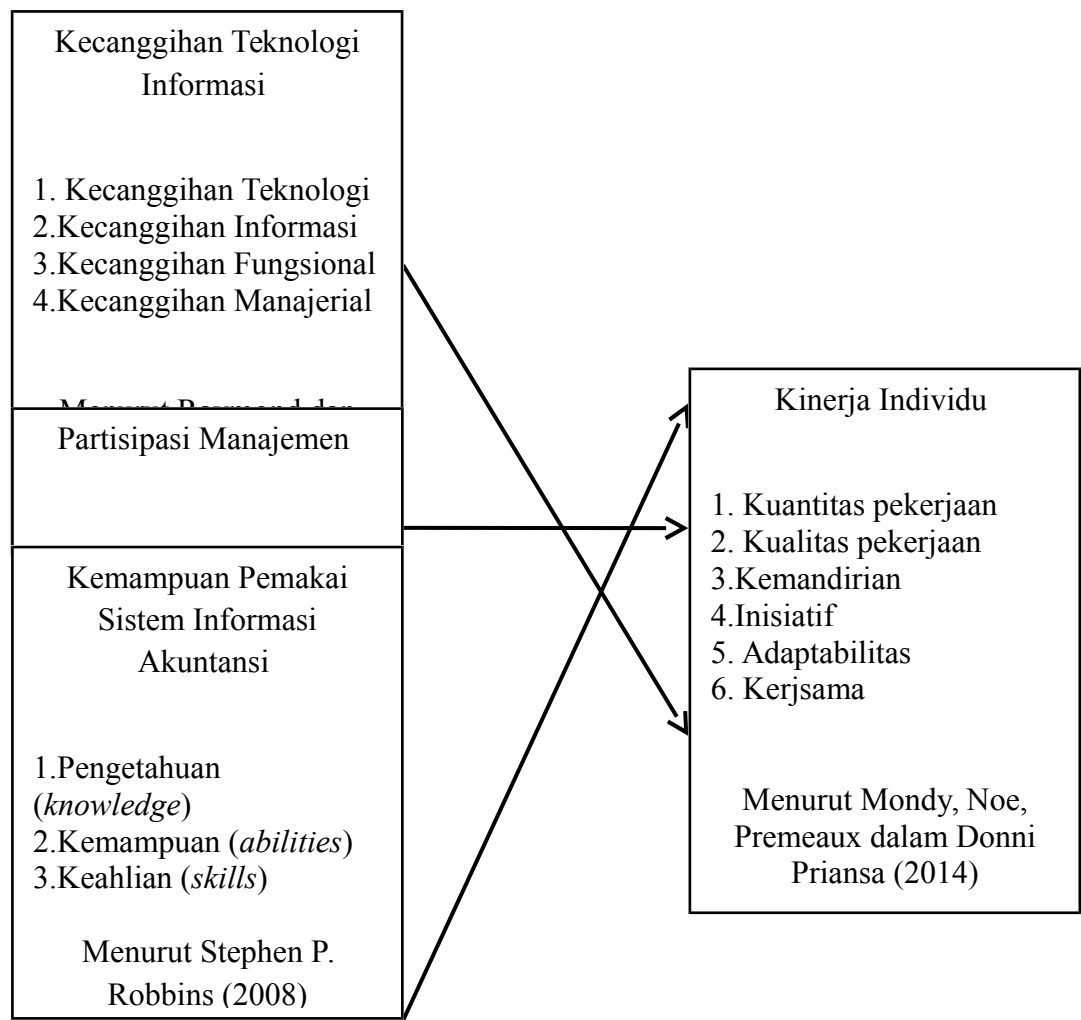 Kecanggihan Teknologi
Informasi
1. Kecanggihan Teknologi
2.Kecanggihan Informasi
3.Kecanggihan Fungsional
4.Kecanggihan Manajerial
Menurut Raymond dan
Partisipasi Manajemen
Kemampuan Pemakai
Sistem Informasi
Akuntansi
1.Pengetahuan
(knowledge)
2.Kemampuan (abilities)
3.Keahlian (skills)
Menurut Stephen P.
Robbins (2008)
Kinerja Individu
1. Kuantitas pekerjaan
2. Kualitas pekerjaan
3.Kemandirian
4.Inisiatif
5. Adaptabilitas
6. Kerjsama
Menurut Mondy, Noe,
Premeaux dalam Donni
Priansa (2014)